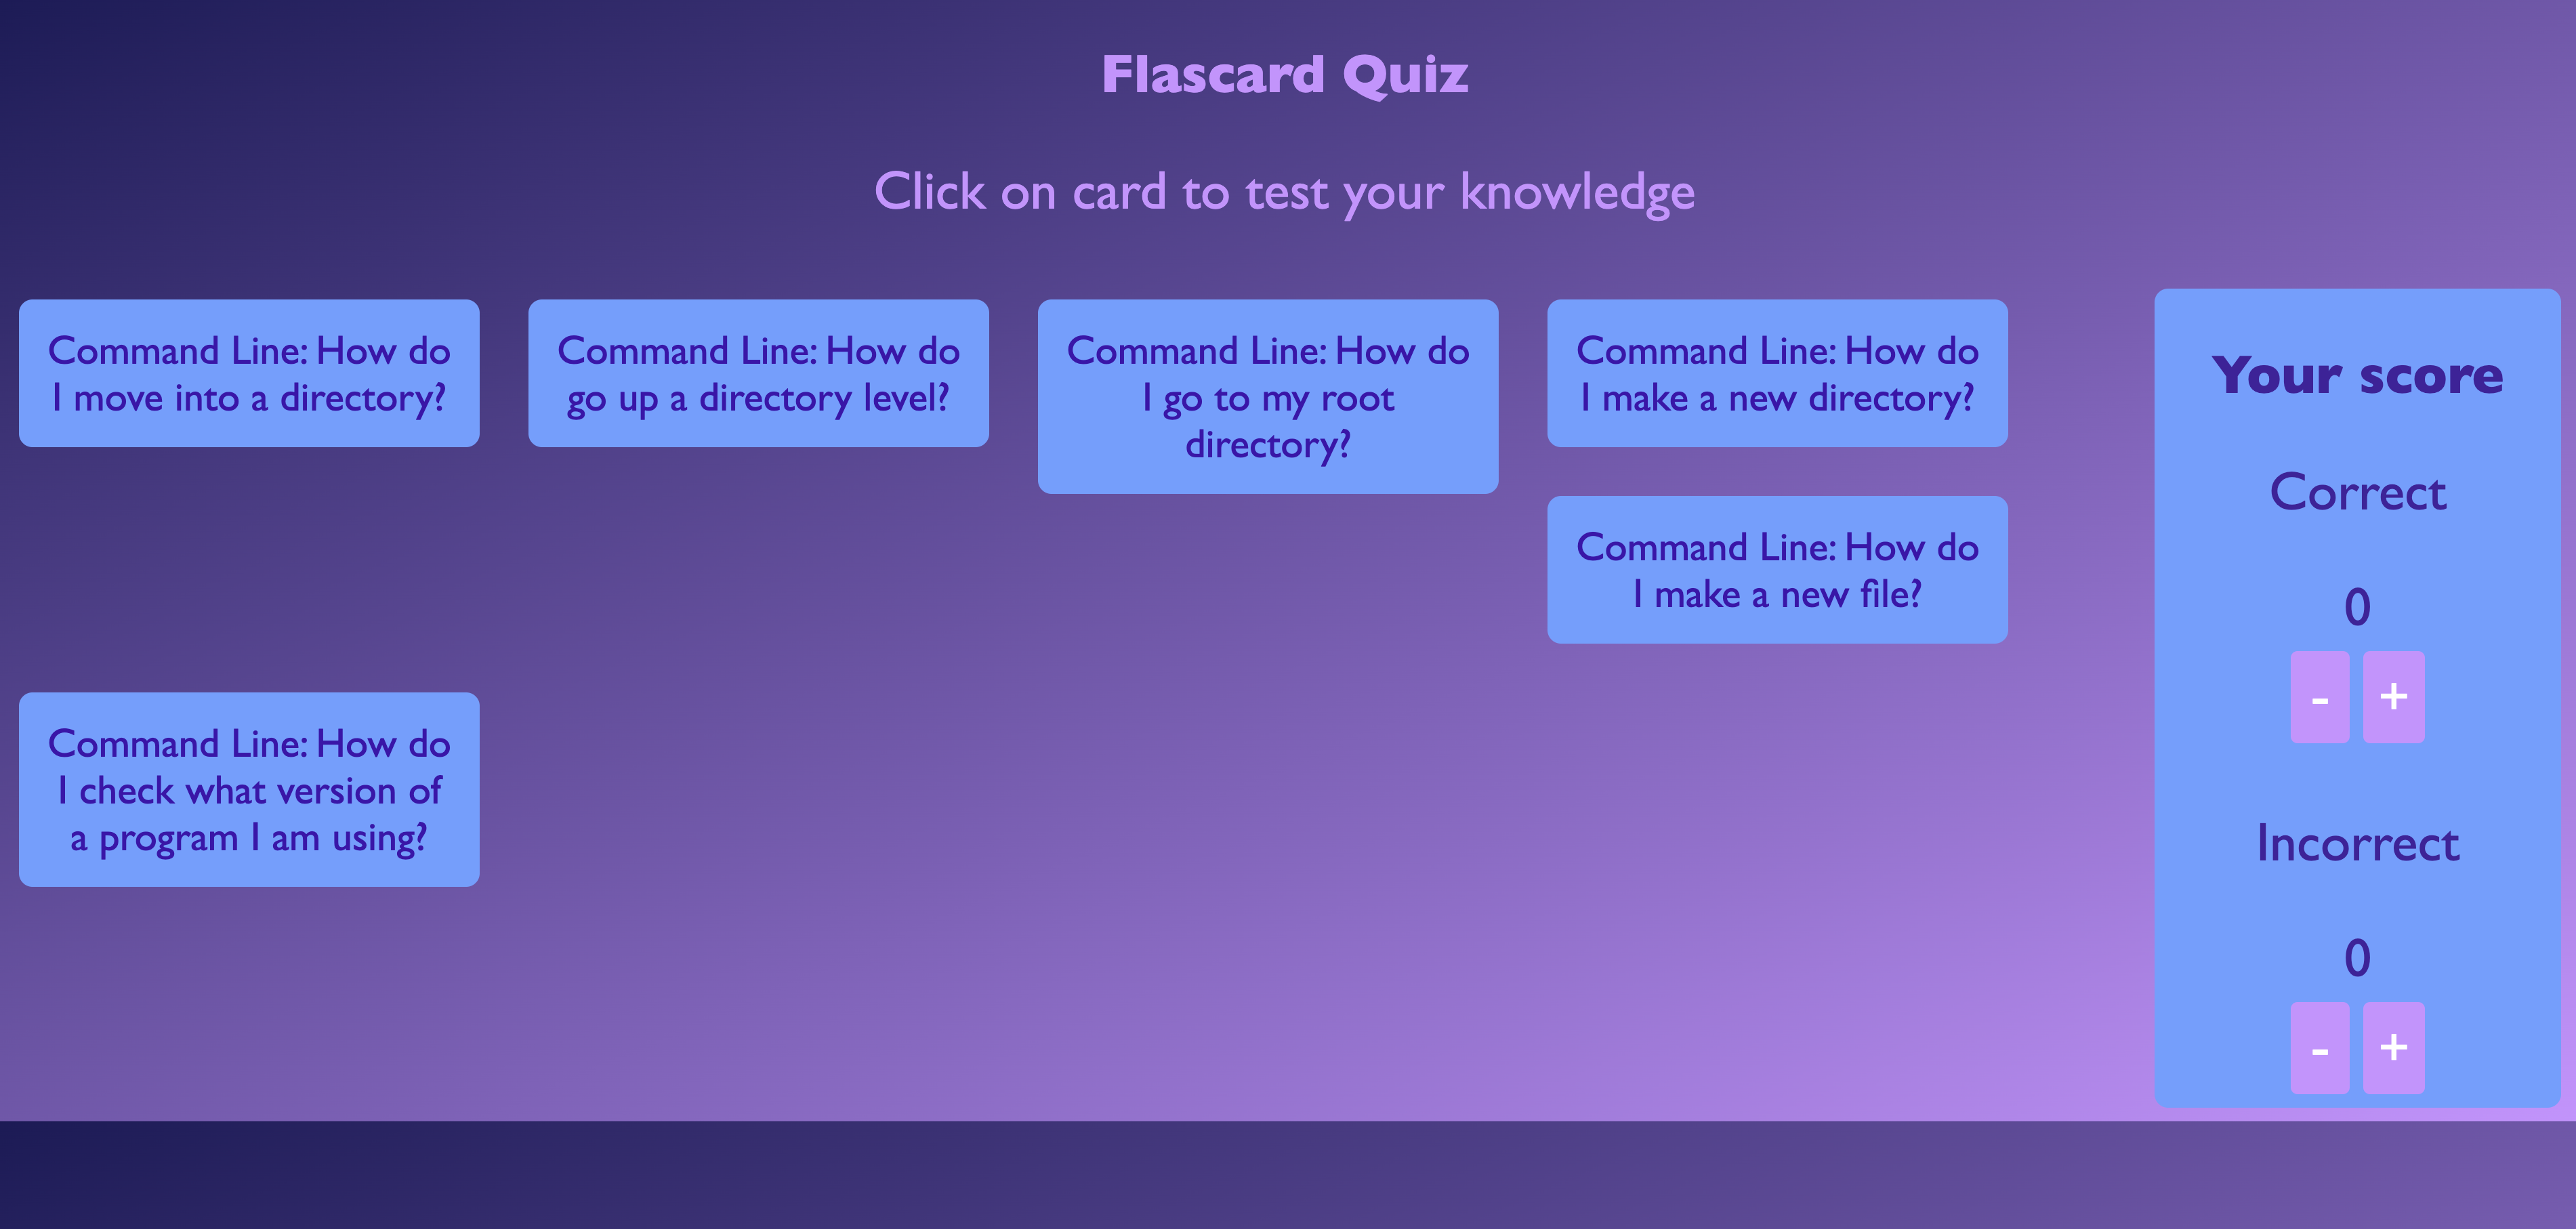 Flascard Quiz
Click on card to test your knowledge
Command Line: How do
I move into a directory?
Command Line: How do
go up a directory level?
Command Line: How do
I go to my root
directory?
Command Line: How do
I make a new directory?
Command Line: How do
I make a new file?
Command Line: How do
I check what version of
a program I am using?
Your score
Correct
0
- +
Incorrect
0
- +